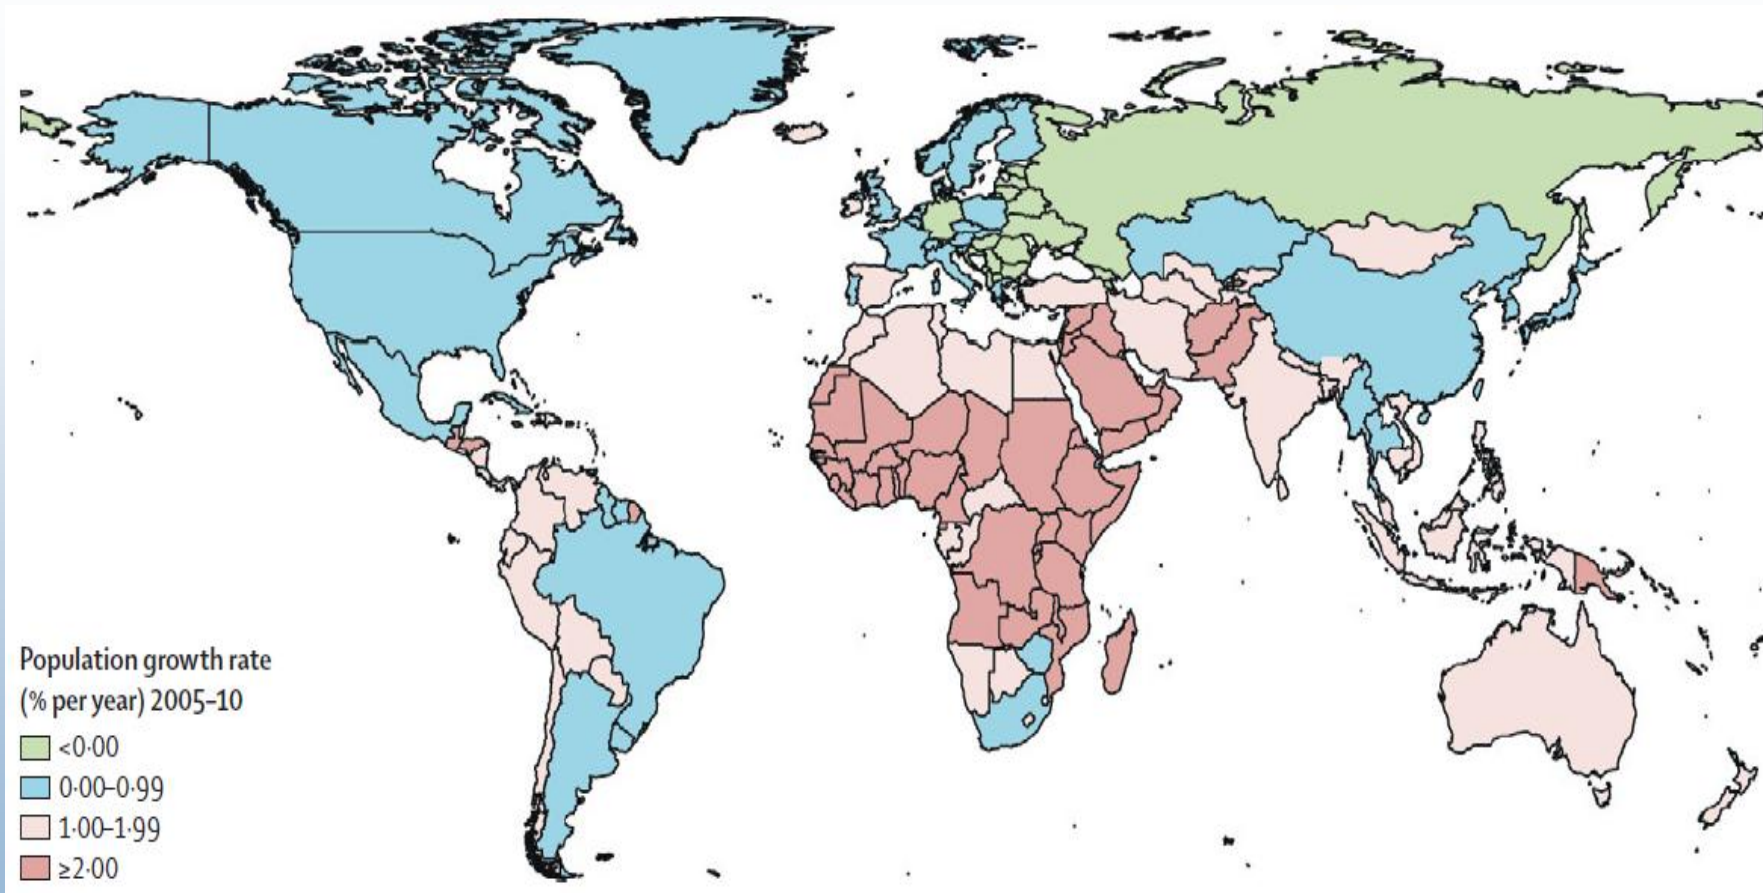 Population growth rate
(% per year) 2005–10
<0·00
0·00–0·99
1·00–1·99
≥2·00